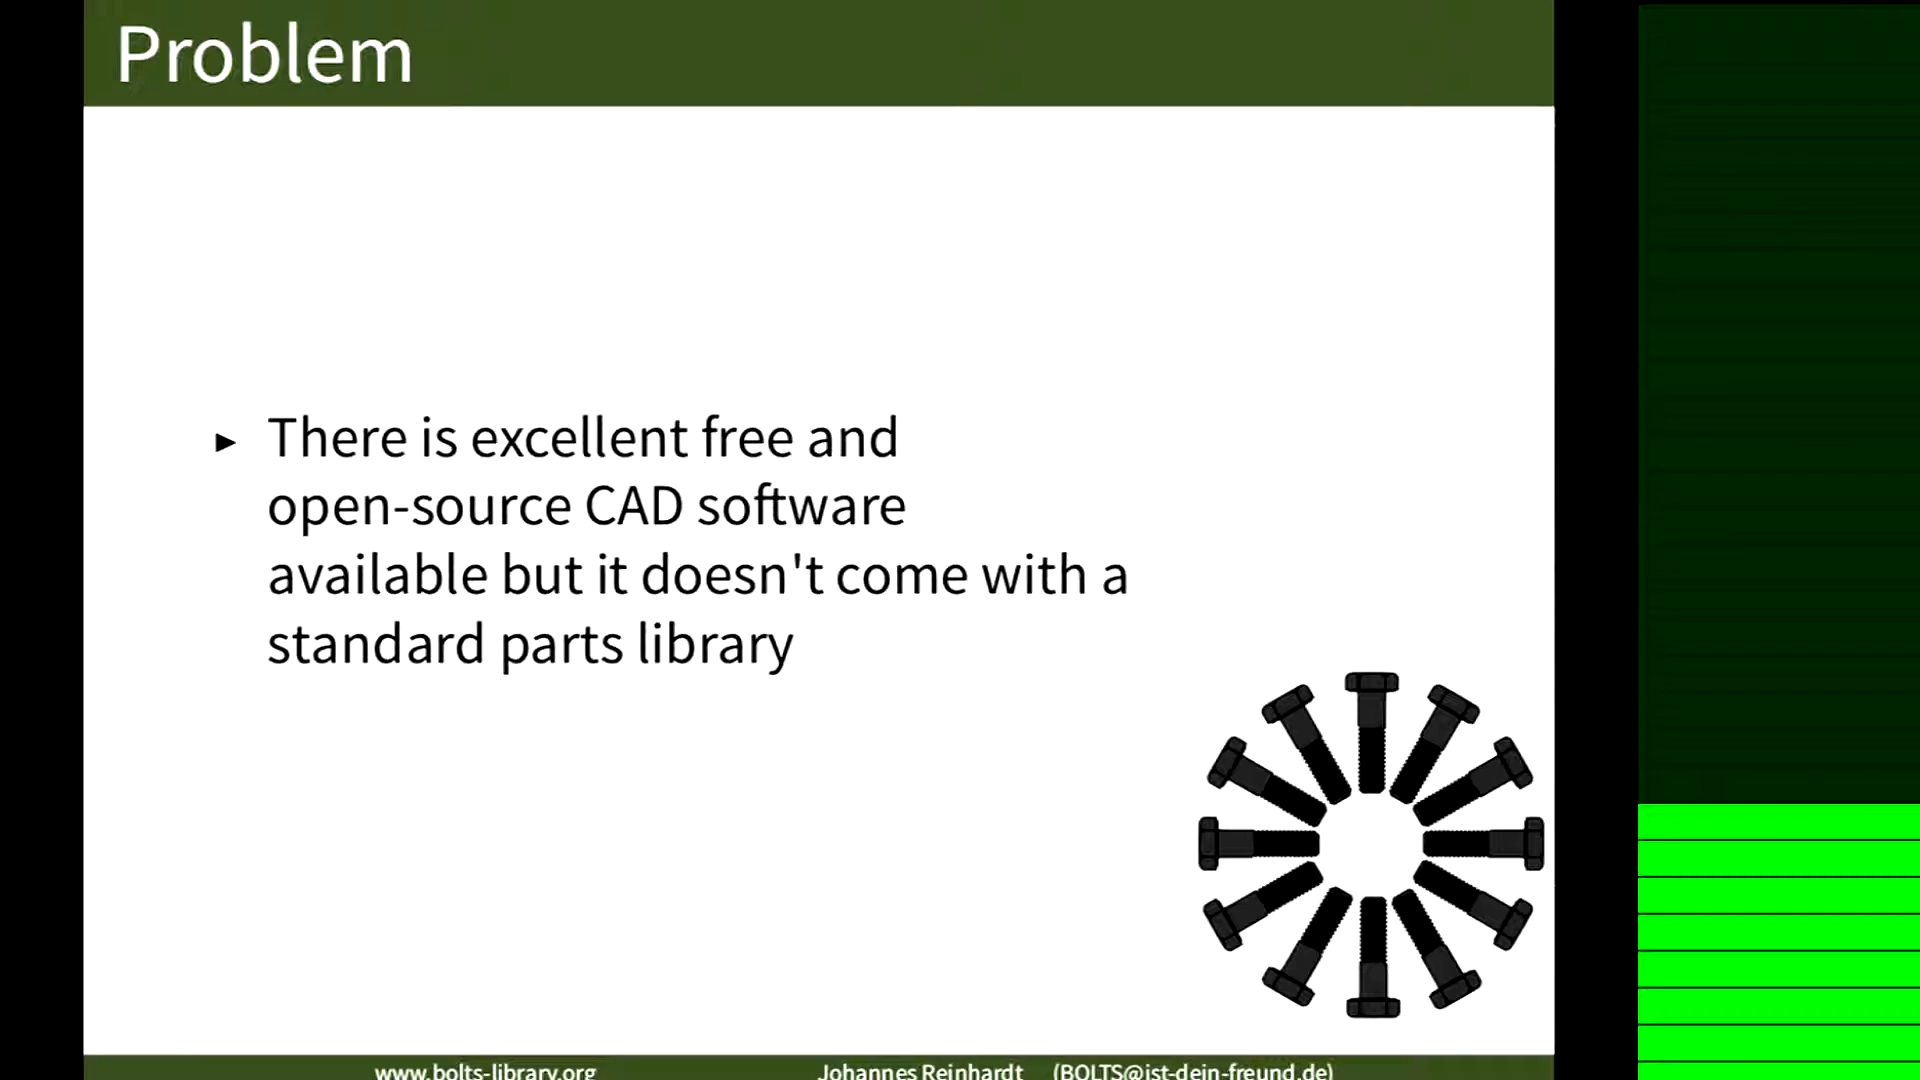 Problem
► There is excellent free and
open-source CAD software
available but it doesn't come with a
standard parts library
www.bolts-library.org Johannes Reinhardt (BOLTS@ist-dein-freund.de)